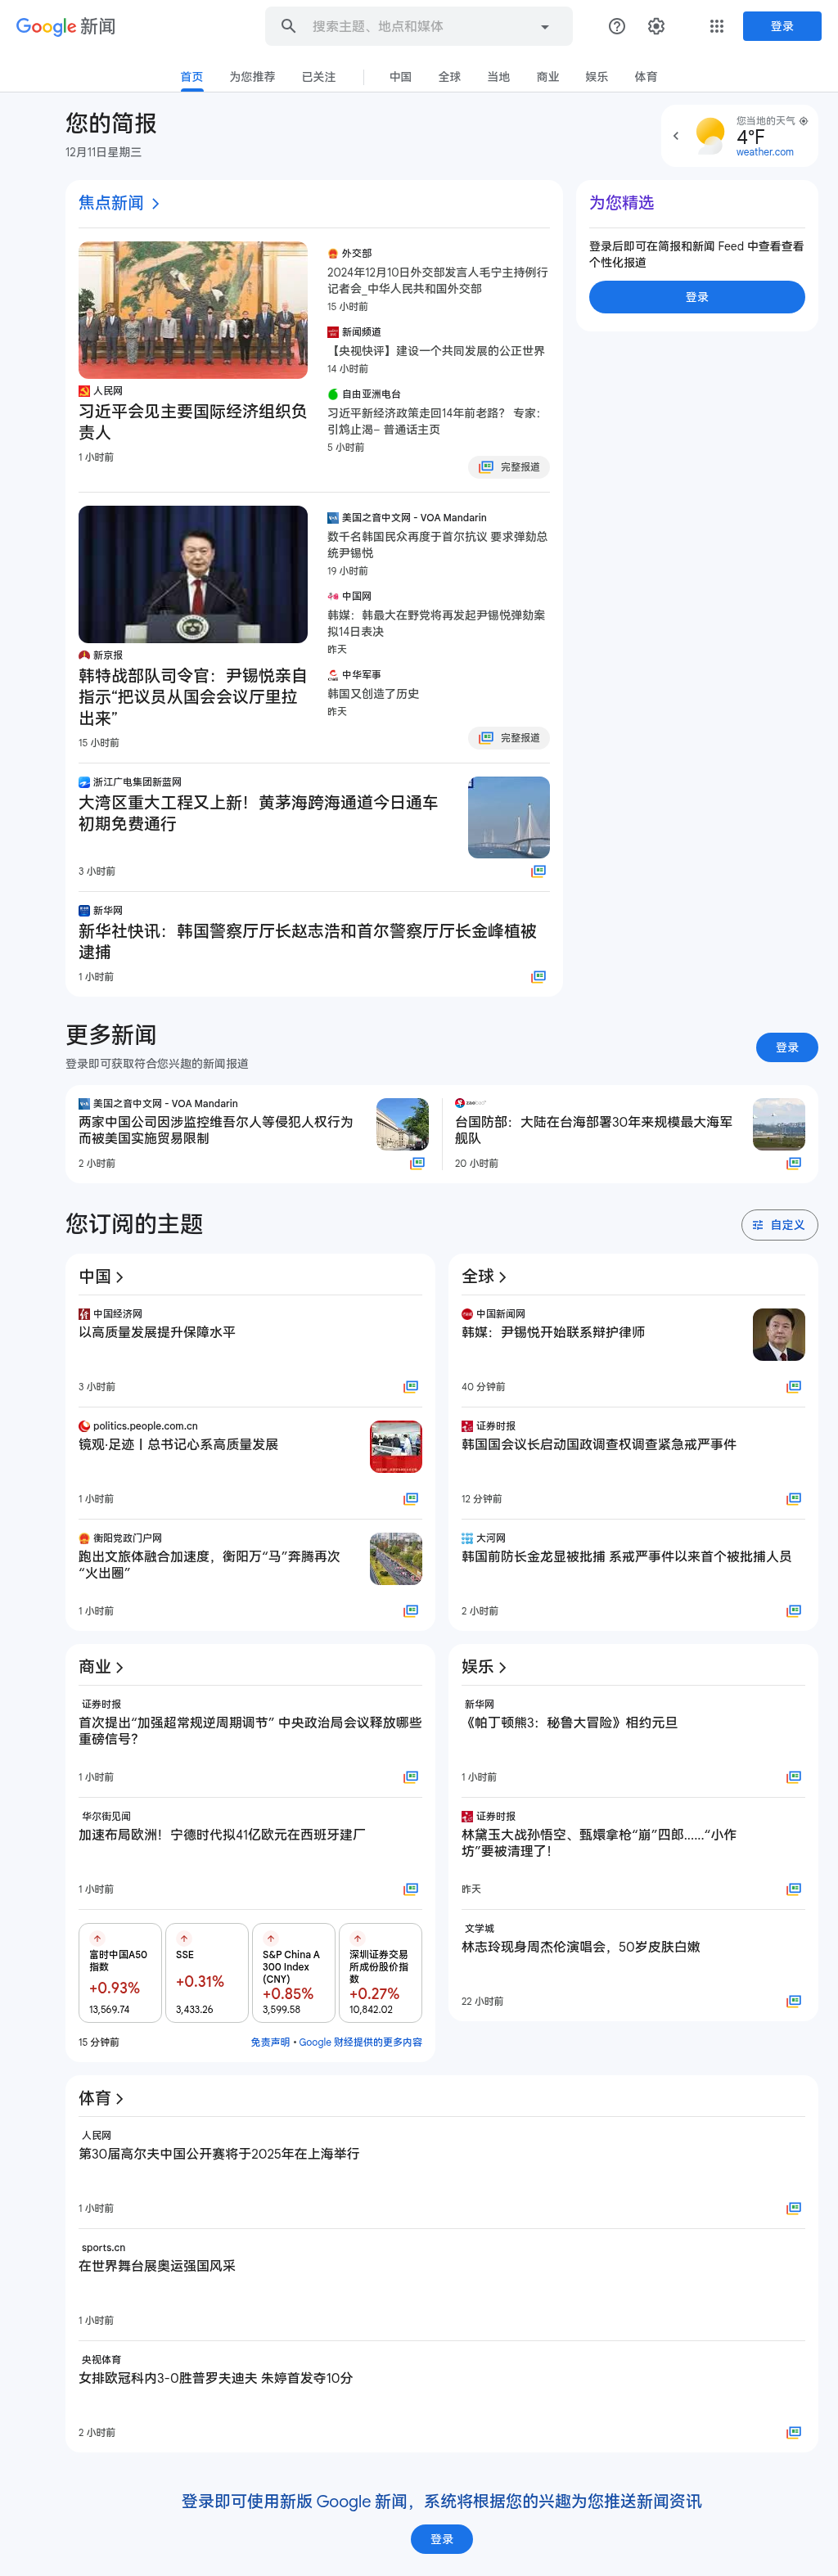 Google 新闻
搜索主题、地点和媒体
登录
首页
为您推荐
已关注
中国
全球
当地
商业
娱乐
体育
您的简报
12月11日星期三
您当地的天气
4°F
weather.com
焦点新闻
人民网
习近平会见主要国际经济组织负
责人
1 小时前
外交部
2024年12月10日外交部发言人毛宁主持例行
记者会_中华人民共和国外交部
15 小时前
新闻频道
【央视快评】建设一个共同发展的公正世界
14 小时前
自由亚洲电台
习近平新经济政策走回14年前老路？ 专家：
引鸩止渴– 普通话主页
5 小时前
完整报道
新京报
韩特战部队司令官：尹锡悦亲自
指示“把议员从国会会议厅里拉
出来”
15 小时前
美国之音中文网 - VOA Mandarin
数千名韩国民众再度于首尔抗议 要求弹劾总
统尹锡悦
19 小时前
中国网
韩媒：韩最大在野党将再发起尹锡悦弹劾案
拟14日表决
昨天
中华军事
韩国又创造了历史
昨天
完整报道
浙江广电集团新蓝网
大湾区重大工程又上新！黄茅海跨海通道今日通车
初期免费通行
3 小时前
新华网
新华社快讯：韩国警察厅厅长赵志浩和首尔警察厅厅长金峰植被
逮捕
1 小时前
为您精选
登录后即可在简报和新闻 Feed 中查看查看
个性化报道
登录
更多新闻
登录即可获取符合您兴趣的新闻报道
登录
美国之音中文网 - VOA Mandarin
两家中国公司因涉监控维吾尔人等侵犯人权行为
而被美国实施贸易限制
2 小时前
台国防部：大陆在台海部署30年来规模最大海军
舰队
20 小时前
您订阅的主题
自定义
中国
中国经济网
以高质量发展提升保障水平
3 小时前
politics.people.com.cn
镜观·足迹丨总书记心系高质量发展
1 小时前
衡阳党政门户网
跑出文旅体融合加速度，衡阳万“马”奔腾再次
“火出圈”
1 小时前
全球
中国新闻网
韩媒：尹锡悦开始联系辩护律师
40 分钟前
证券时报
韩国国会议长启动国政调查权调查紧急戒严事件
12 分钟前
大河网
韩国前防长金龙显被批捕 系戒严事件以来首个被批捕人员
2 小时前
商业
证券时报
首次提出“加强超常规逆周期调节” 中央政治局会议释放哪些
重磅信号？
1 小时前
华尔街见闻
加速布局欧洲！宁德时代拟41亿欧元在西班牙建厂
1 小时前
富时中国A50
指数
+0.93%
13,569.74
SSE
+0.31%
3,433.26
S&P China A
300 Index
(CNY)
+0.85%
3,599.58
深圳证券交易
所成份股价指
数
+0.27%
10,842.02
15 分钟前
免责声明 • Google 财经提供的更多内容
娱乐
新华网
《帕丁顿熊3：秘鲁大冒险》相约元旦
1 小时前
证券时报
林黛玉大战孙悟空、甄嬛拿枪“崩”四郎……“小作
坊”要被清理了！
昨天
文学城
林志玲现身周杰伦演唱会，50岁皮肤白嫩
22 小时前
体育
人民网
第30届高尔夫中国公开赛将于2025年在上海举行
1 小时前
sports.cn
在世界舞台展奥运强国风采
1 小时前
央视体育
女排欧冠科内3-0胜普罗夫迪夫 朱婷首发夺10分
2 小时前
登录即可使用新版 Google 新闻，系统将根据您的兴趣为您推送新闻资讯
登录